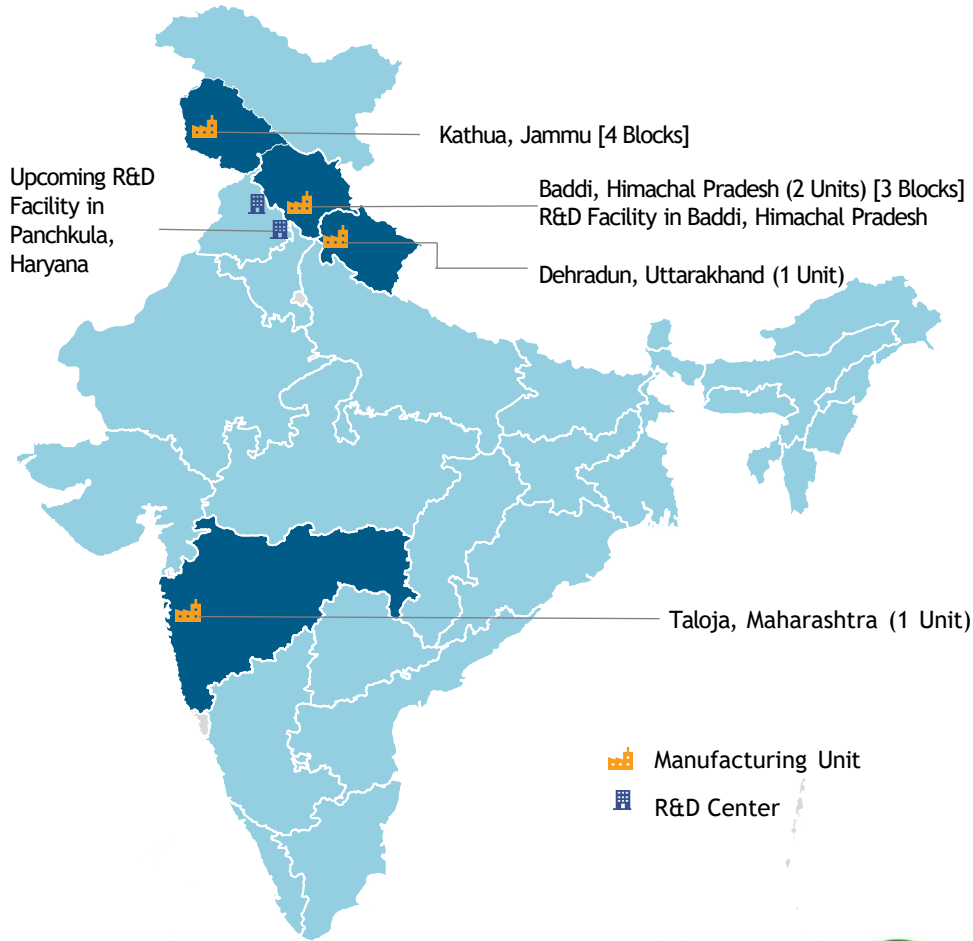 Kathua, Jammu [4 Blocks]
Upcoming R&D
Facility in
Panchkula,
Haryana
Baddi, Himachal Pradesh (2 Units) [3 Blocks]
R&D Facility in Baddi, Himachal Pradesh
Dehradun, Uttarakhand (1 Unit)
Taloja, Maharashtra (1 Unit)
Manufacturing Unit
R&D Center